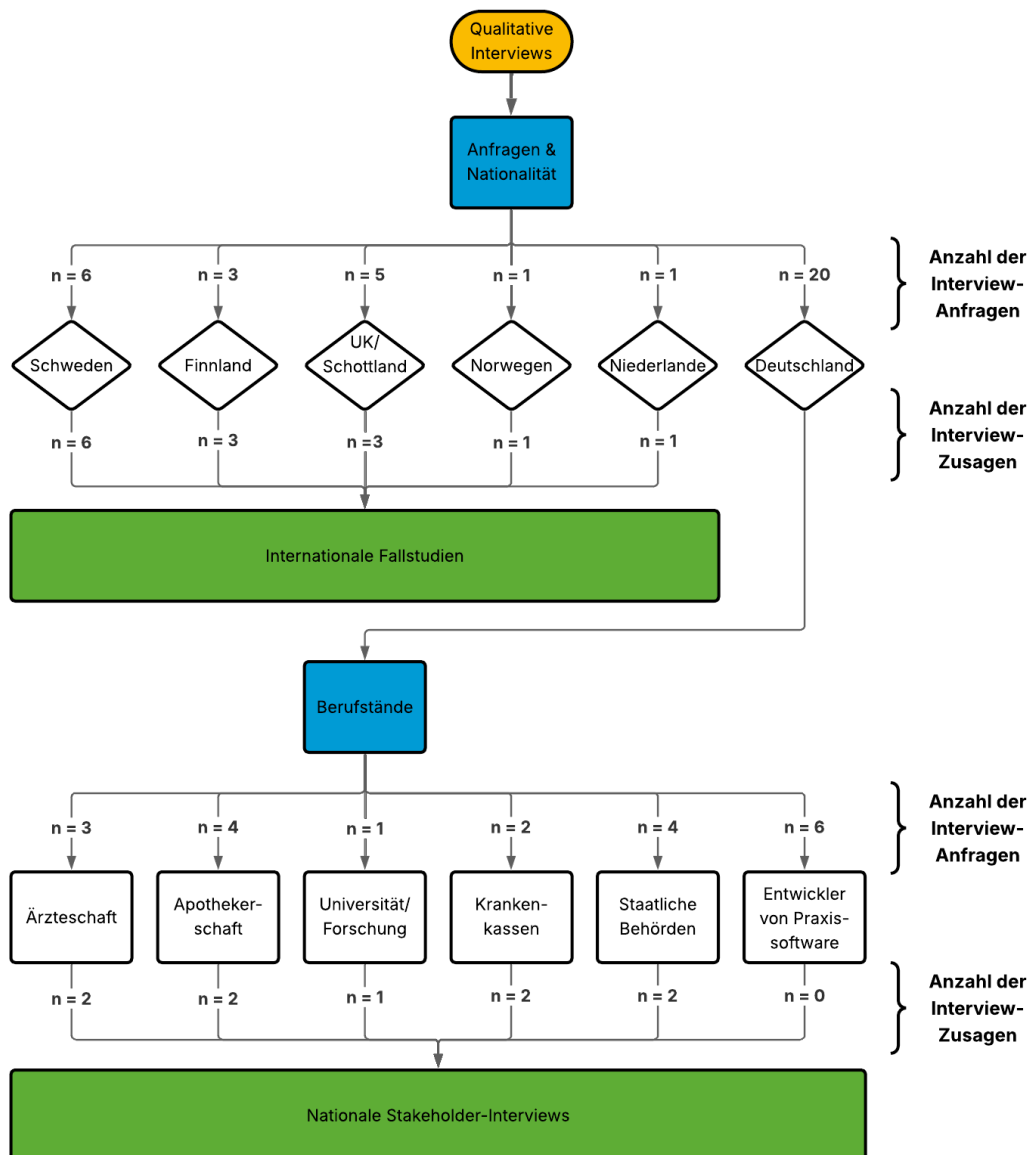 Qualitative
Interviews
Anfragen &
Nationalität
n = 6
n = 3
n = 5
n = 1
n = 1
n = 20
Anzahl der
Interview-
Anfragen
Schweden
Finnland
UK/
Schottland
Norwegen
Niederlande
Deutschland
n = 6
n = 3
n =3
n = 1
n = 1
Anzahl der
Interview-
Zusagen
Internationale Fallstudien
Berufstände
n = 3
n = 4
n = 1
n = 2
n = 4
n = 6
Anzahl der
Interview-
Anfragen
Ärzteschaft
Apotheker-
schaft
Universität/
Forschung
Kranken-
kassen
Staatliche
Behörden
Entwickler
von Praxis-
software
n = 2
n = 2
n = 1
n = 2
n = 2
n = 0
Anzahl der
Interview-
Zusagen
Nationale Stakeholder-Interviews